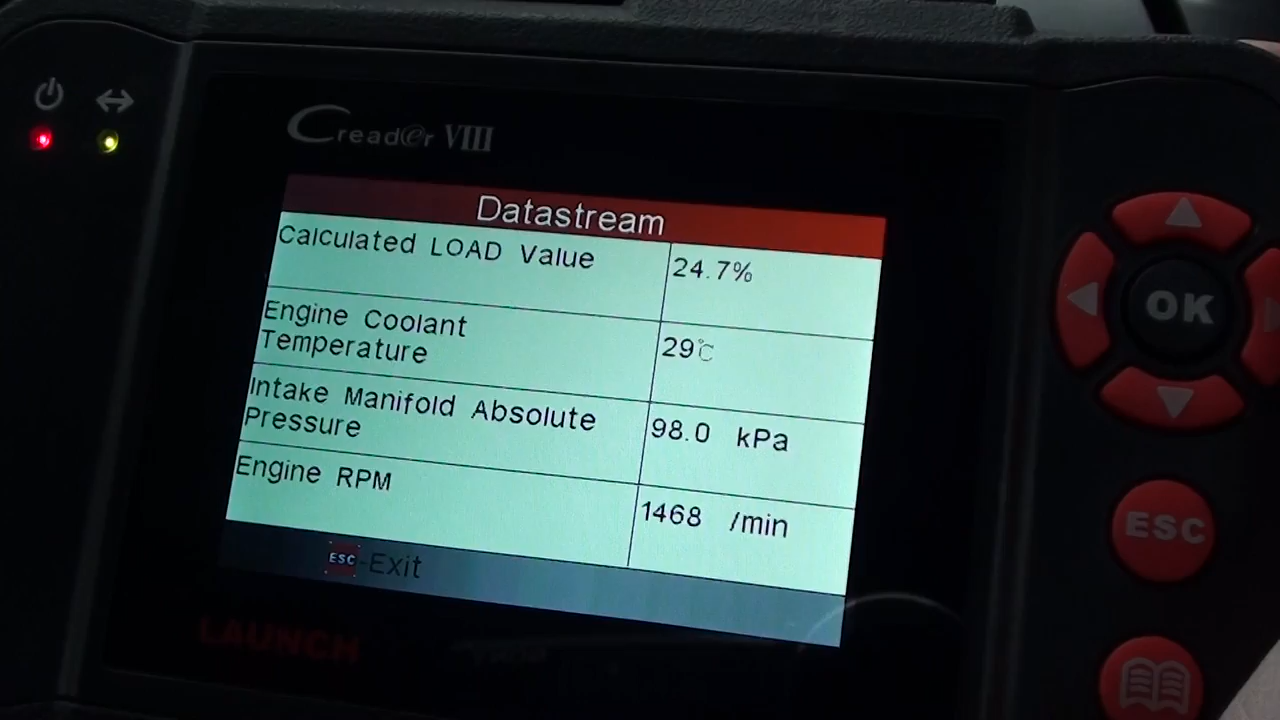 Creader VIII
Datastream
Calculated LOAD Value 24.7%
Engine Coolant
Temperature 29℃
Intake Manifold Absolute
Pressure 98.0 kPa
Engine RPM 1468 /min
ESC-Exit
LAUNCH
OK
ESC